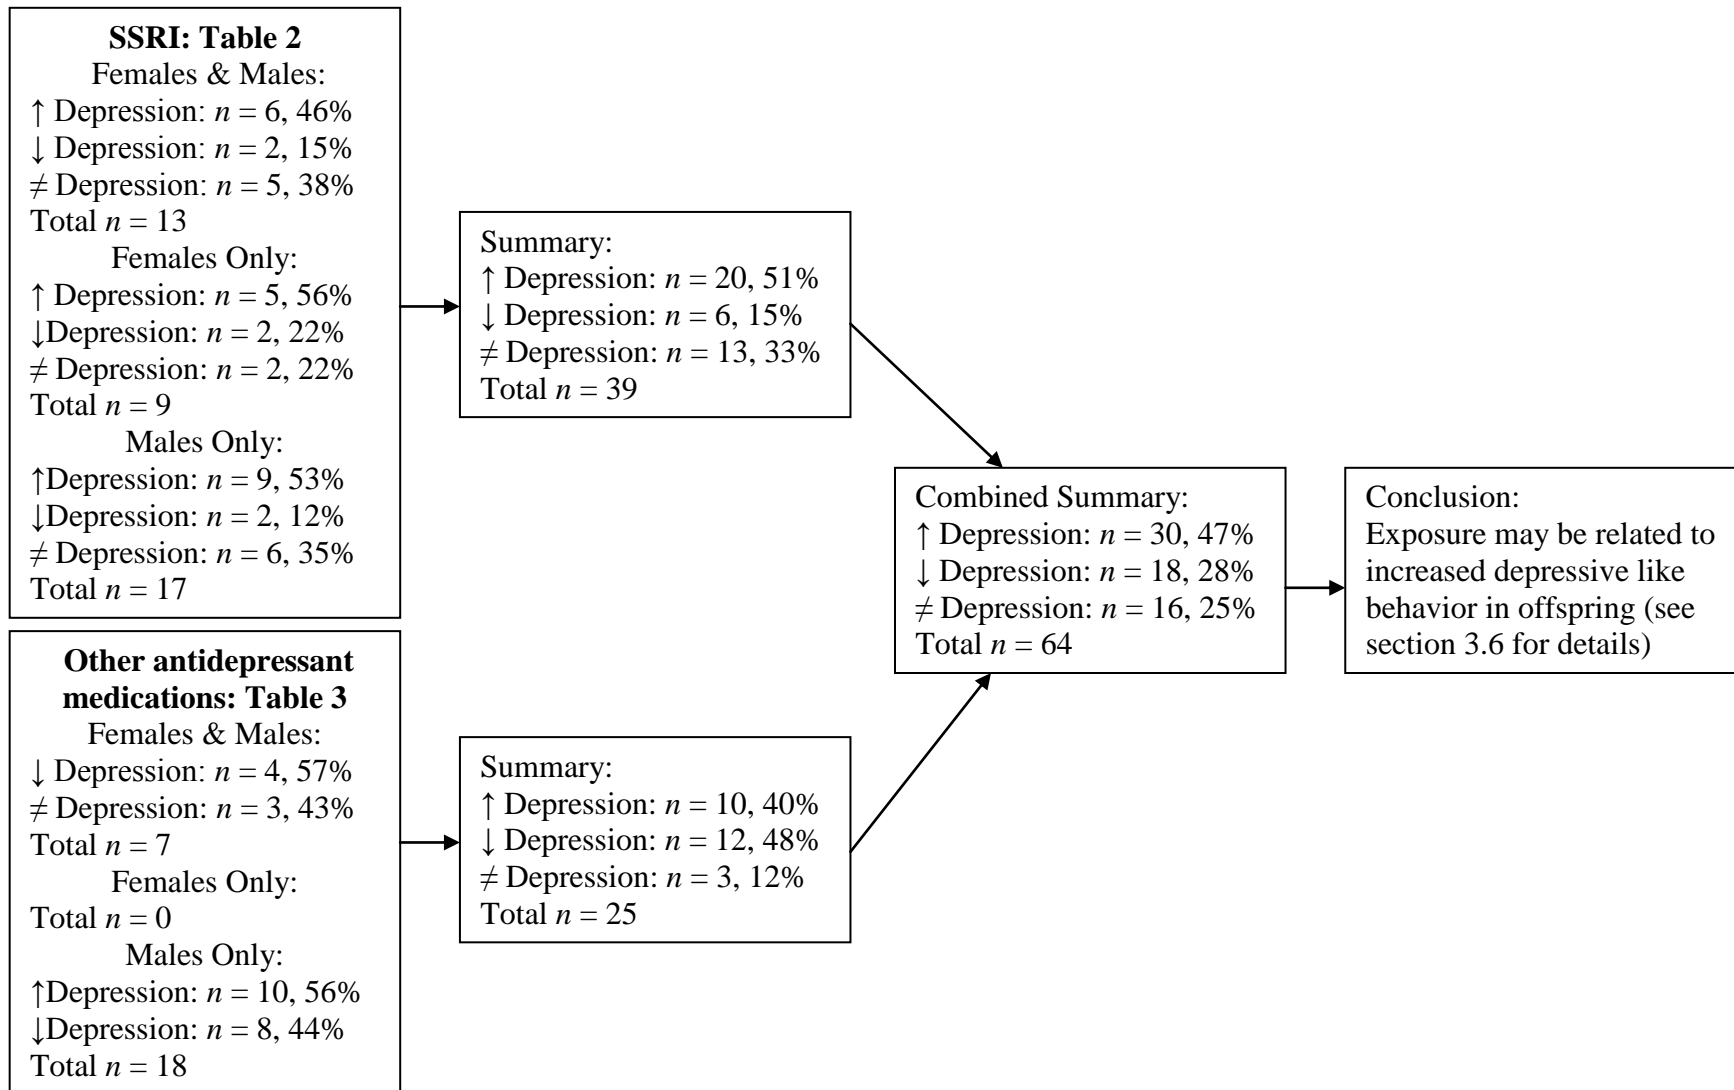 SSRI: Table 2
Females & Males:
↑ Depression: n = 6, 46%
↓ Depression: n = 2, 15%
≠ Depression: n = 5, 38%
Total n = 13
Females Only:
↑ Depression: n = 5, 56%
↓Depression: n = 2, 22%
≠ Depression: n = 2, 22%
Total n = 9
Males Only:
↑Depression: n = 9, 53%
↓Depression: n = 2, 12%
≠ Depression: n = 6, 35%
Total n = 17
Other antidepressant
medications: Table 3
Females & Males:
↓ Depression: n = 4, 57%
≠ Depression: n = 3, 43%
Total n = 7
Females Only:
Total n = 0
Males Only:
↑Depression: n = 10, 56%
↓Depression: n = 8, 44%
Total n = 18
Summary:
↑ Depression: n = 20, 51%
↓ Depression: n = 6, 15%
≠ Depression: n = 13, 33%
Total n = 39
Summary:
↑ Depression: n = 10, 40%
↓ Depression: n = 12, 48%
≠ Depression: n = 3, 12%
Total n = 25
Combined Summary:
↑ Depression: n = 30, 47%
↓ Depression: n = 18, 28%
≠ Depression: n = 16, 25%
Total n = 64
Conclusion:
Exposure may be related to
increased depressive like
behavior in offspring (see
section 3.6 for details)